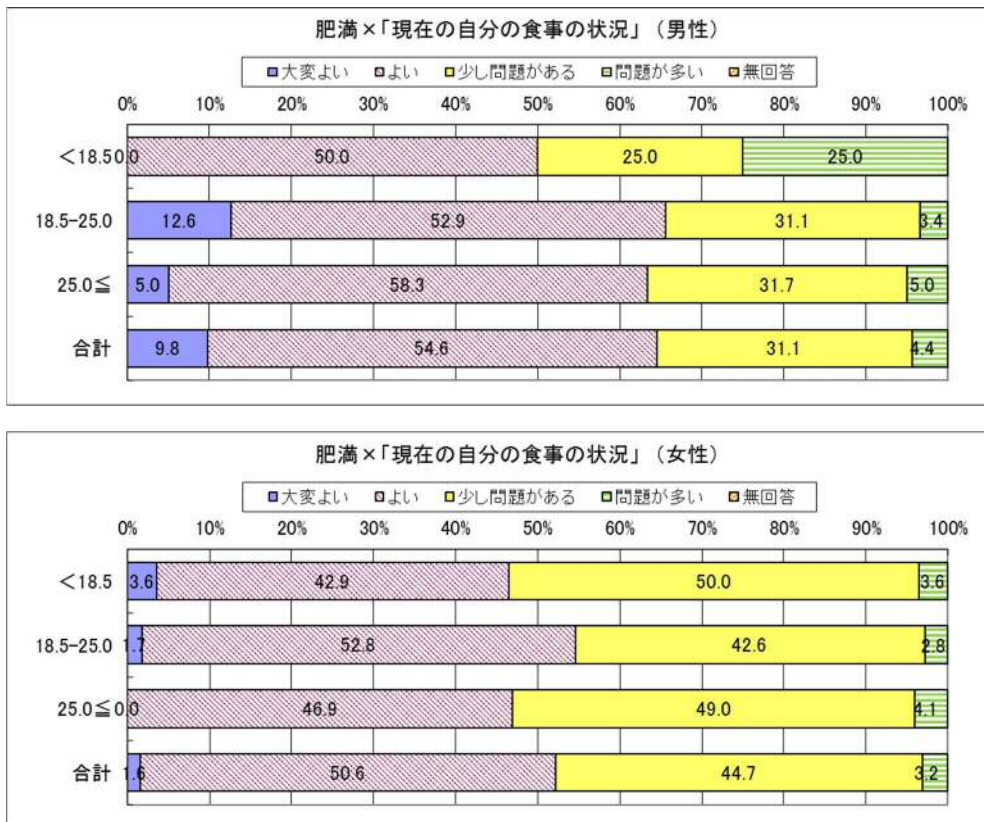 肥満×「現在の自分の食事の状況」（男性）
■大変よい ■よい ■少し問題がある ■問題が多い ■無回答
0% 10% 20% 30% 40% 50% 60% 70% 80% 90% 100%
＜18.5 0.0 50.0 25.0 25.0
18.5-25.0 12.6 52.9 31.1 3.4
25.0≦ 5.0 58.3 31.7 5.0
合計 9.8 54.6 31.1 4.4
肥満×「現在の自分の食事の状況」（女性）
■大変よい ■よい ■少し問題がある ■問題が多い ■無回答
0% 10% 20% 30% 40% 50% 60% 70% 80% 90% 100%
＜18.5 3.6 42.9 50.0 3.6
18.5-25.0 1.7 52.8 42.6 2.8
25.0≦ 0.0 46.9 49.0 4.1
合計 1.6 50.6 44.7 3.2